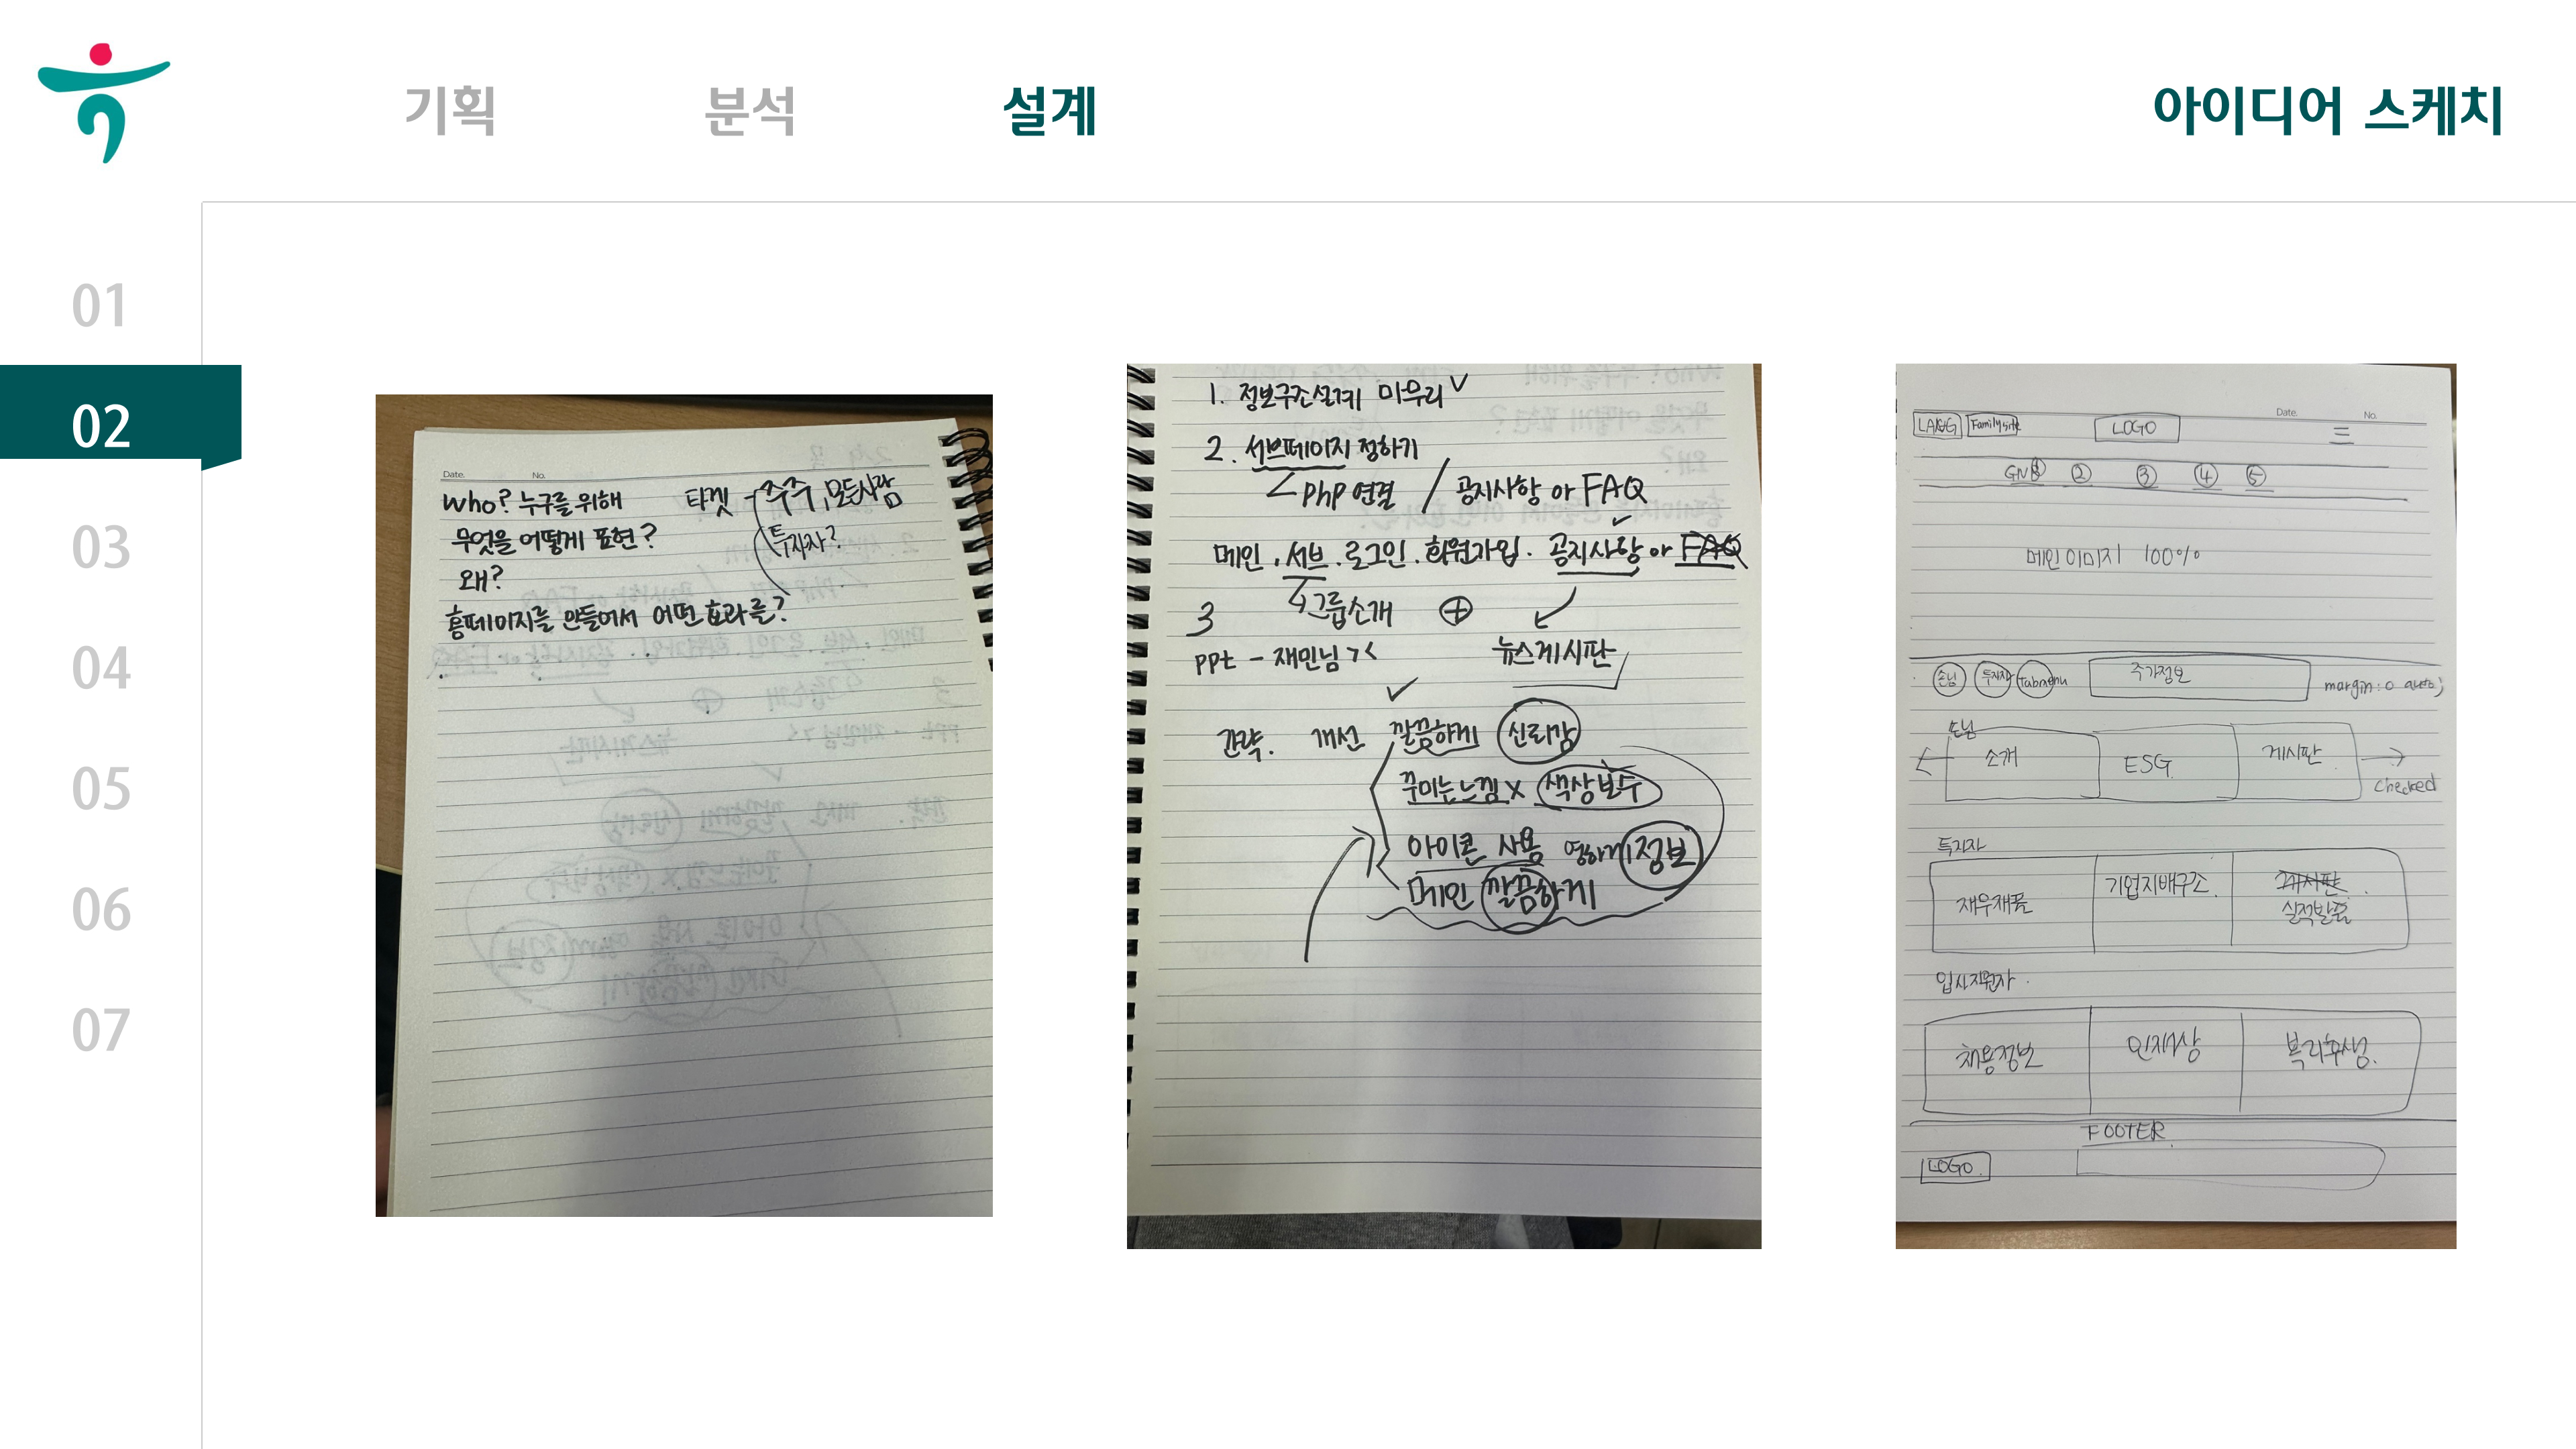 기획 분석 설계 아이디어 스케치
01
02
03
04
05
06
07
Date. No.
Who? 누구를 위해 타겟 주주, 모든사람
무엇을 어떻게 표현? 투자자?
왜?
홈페이지를 만들어서 어떤 효과를?
1. 정보구조설계 마무리
2. 서브페이지 정하기
php 연결 / 공지사항 or FAQ
메인, 서브. 로그인. 회원가입. 공지사항 or FAQ
그룹소개 +
3
ppt - 재민님 ㄱㄱ 뉴스게시판
간략. 개선 깔끔하게 신뢰감
꾸미는느낌 X 색상보수
아이콘 사용 정보
메인 깔끔하게
Date. No.
LANG Family site LOGO
GNB ② ③ ④ ⑤
메인이미지 100%
손님 투자자 Tabmenu 주가정보 margin: 0 auto;
손님
소개 ESG 게시판
checked
투자자
재무제표 기업지배구조 게시판
실적발표
입사지원자
채용정보 인재상 복리후생.
FOOTER
LOGO